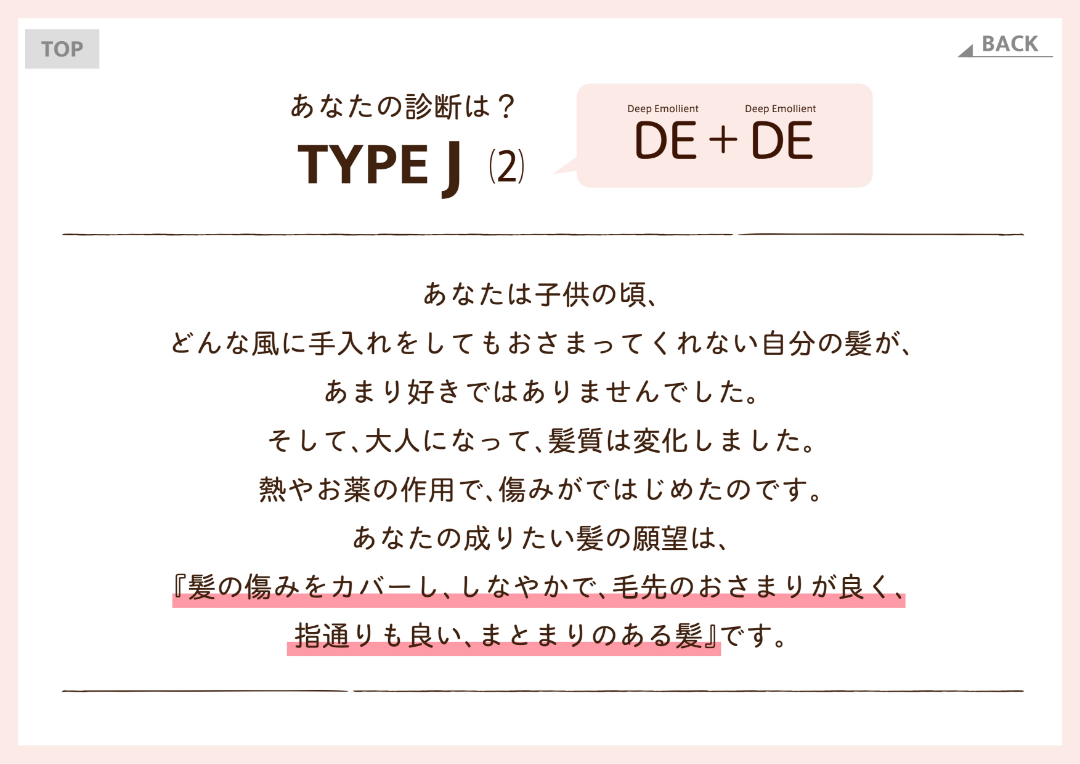 TOP
BACK
あなたの診断は？
TYPE J (2)
Deep Emollient Deep Emollient
DE + DE
あなたは子供の頃、
どんな風に手入れをしてもおさまってくれない自分の髪が、
あまり好きではありませんでした。
そして、大人になって、髪質は変化しました。
熱やお薬の作用で、傷みがではじめたのです。
あなたの成りたい髪の願望は、
『髪の傷みをカバーし、しなやかで、毛先のおさまりが良く、
指通りも良い、まとまりのある髪』です。